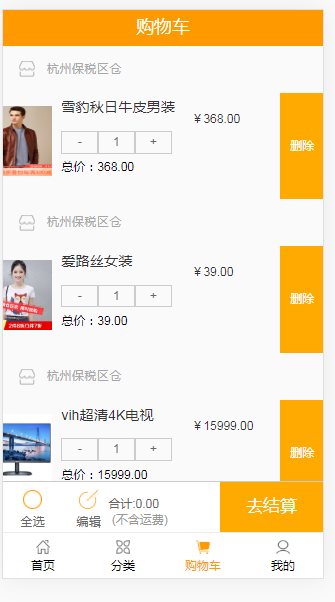 购物车
杭州保税区仓
雪豹秋日牛皮男装
￥368.00
- 1 +
总价：368.00
删除
杭州保税区仓
爱路丝女装
￥39.00
- 1 +
总价：39.00
删除
杭州保税区仓
vih超清4K电视
￥15999.00
- 1 +
总价：15999.00
删除
全选
编辑
合计:0.00
(不含运费)
去结算
首页
分类
购物车
我的